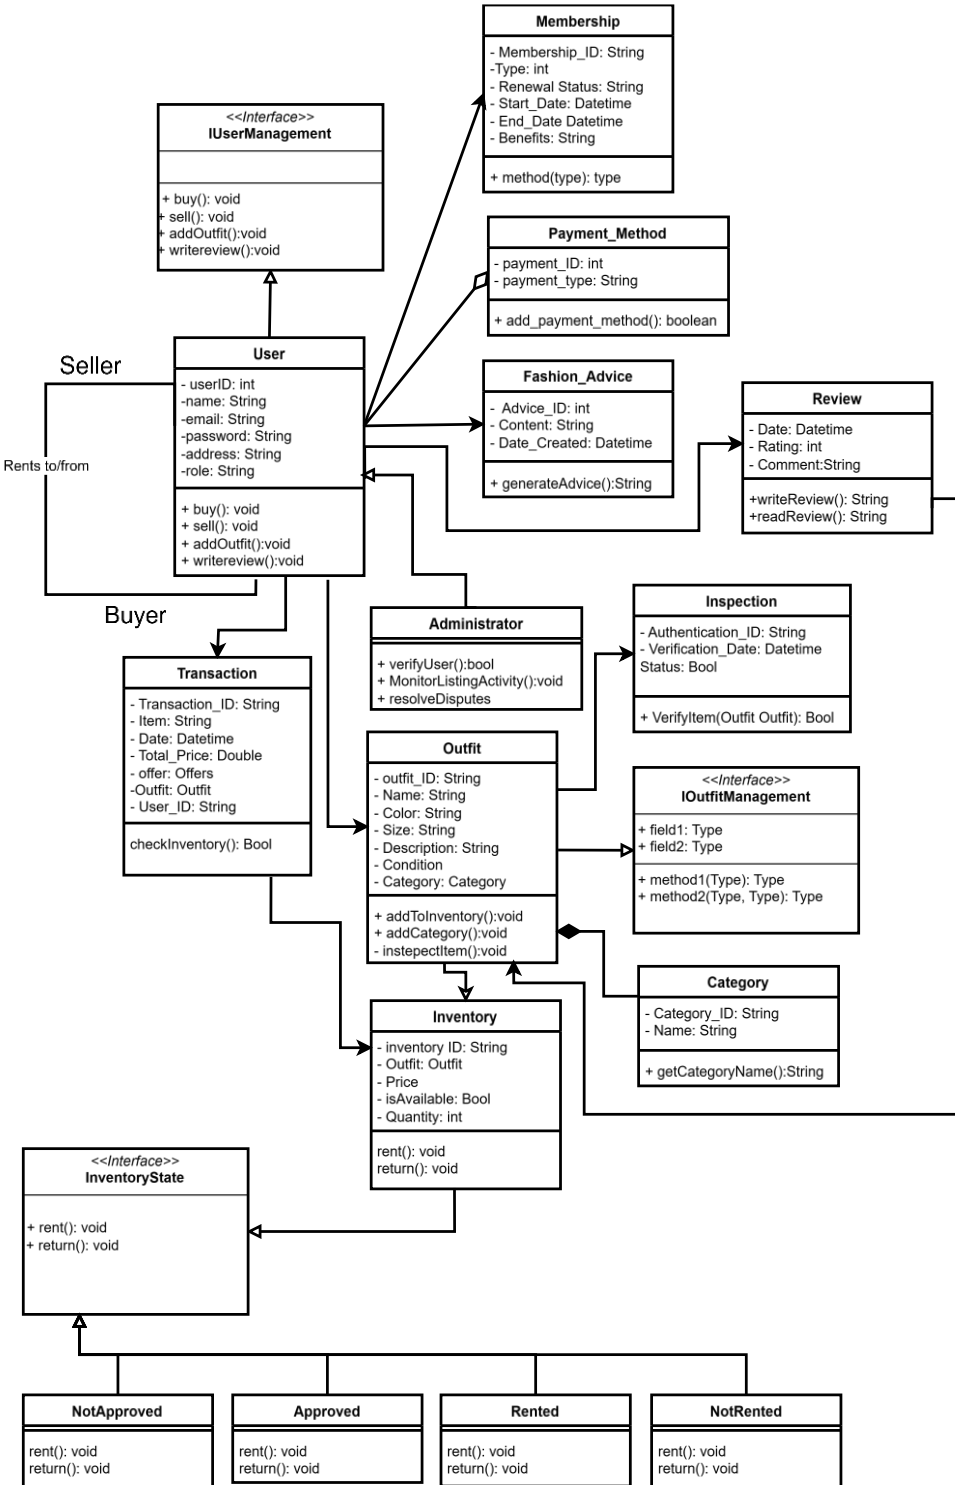 Membership
- Membership_ID: String
-Type: int
- Renewal Status: String
- Start_Date: Datetime
- End_Date Datetime
- Benefits: String
+ method(type): type
<<Interface>>
IUserManagement
+ buy(): void
+ sell(): void
+ addOutfit():void
+ writereview():void
Payment_Method
- payment_ID: int
- payment_type: String
+ add_payment_method(): boolean
User
- userID: int
-name: String
-email: String
-password: String
-address: String
-role: String
+ buy(): void
+ sell(): void
+ addOutfit():void
+ writereview():void
Seller
Rents to/from
Buyer
Fashion_Advice
- Advice_ID: int
- Content: String
- Date_Created: Datetime
+ generateAdvice():String
Review
- Date: Datetime
- Rating: int
- Comment:String
+writeReview(): String
+readReview(): String
Administrator
+ verifyUser():bool
+ MonitorListingActivity():void
+ resolveDisputes
Inspection
- Authentication_ID: String
- Verification_Date: Datetime
Status: Bool
+ VerifyItem(Outfit Outfit): Bool
Transaction
- Transaction_ID: String
- Item: String
- Date: Datetime
- Total_Price: Double
- offer: Offers
-Outfit: Outfit
- User_ID: String
checkInventory(): Bool
Outfit
- outfit_ID: String
- Name: String
- Color: String
- Size: String
- Description: String
- Condition
- Category: Category
+ addToInventory():void
+ addCategory():void
- instepectItem():void
<<Interface>>
IOutfitManagement
+ field1: Type
+ field2: Type
+ method1(Type): Type
+ method2(Type, Type): Type
Category
- Category_ID: String
- Name: String
+ getCategoryName():String
Inventory
- inventory ID: String
- Outfit: Outfit
- Price
- isAvailable: Bool
- Quantity: int
rent(): void
return(): void
<<Interface>>
InventoryState
+ rent(): void
+ return(): void
NotApproved
rent(): void
return(): void
Approved
rent(): void
return(): void
Rented
rent(): void
return(): void
NotRented
rent(): void
return(): void